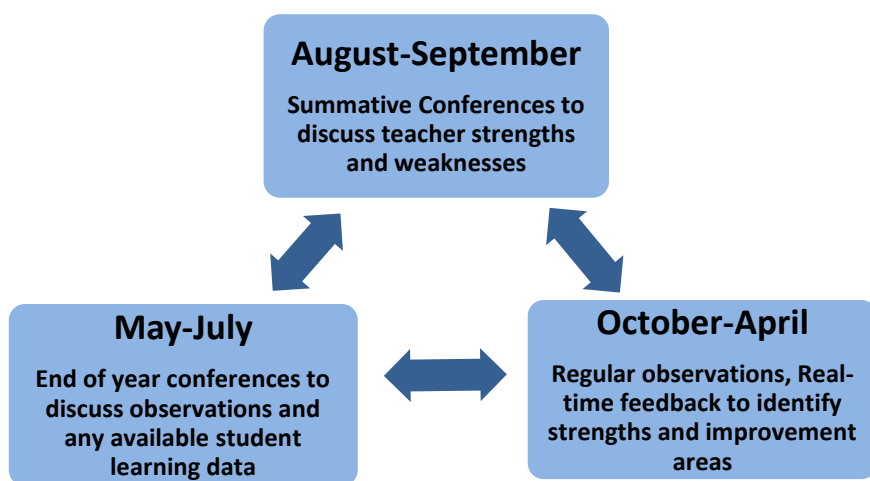 August-September
Summative Conferences to
discuss teacher strengths
and weaknesses
May-July
End of year conferences to
discuss observations and
any available student
learning data
October-April
Regular observations, Real-
time feedback to identify
strengths and improvement
areas